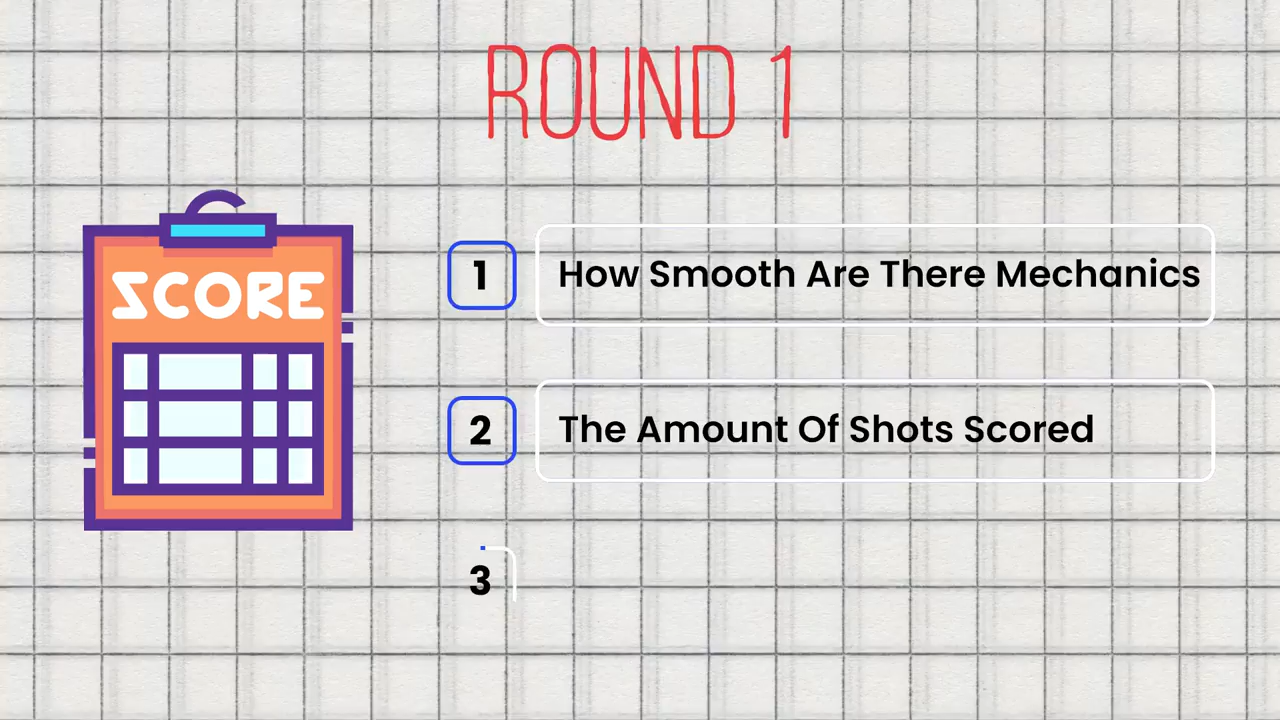 ROUND 1
SCORE
1 How Smooth Are There Mechanics
2 The Amount Of Shots Scored
3